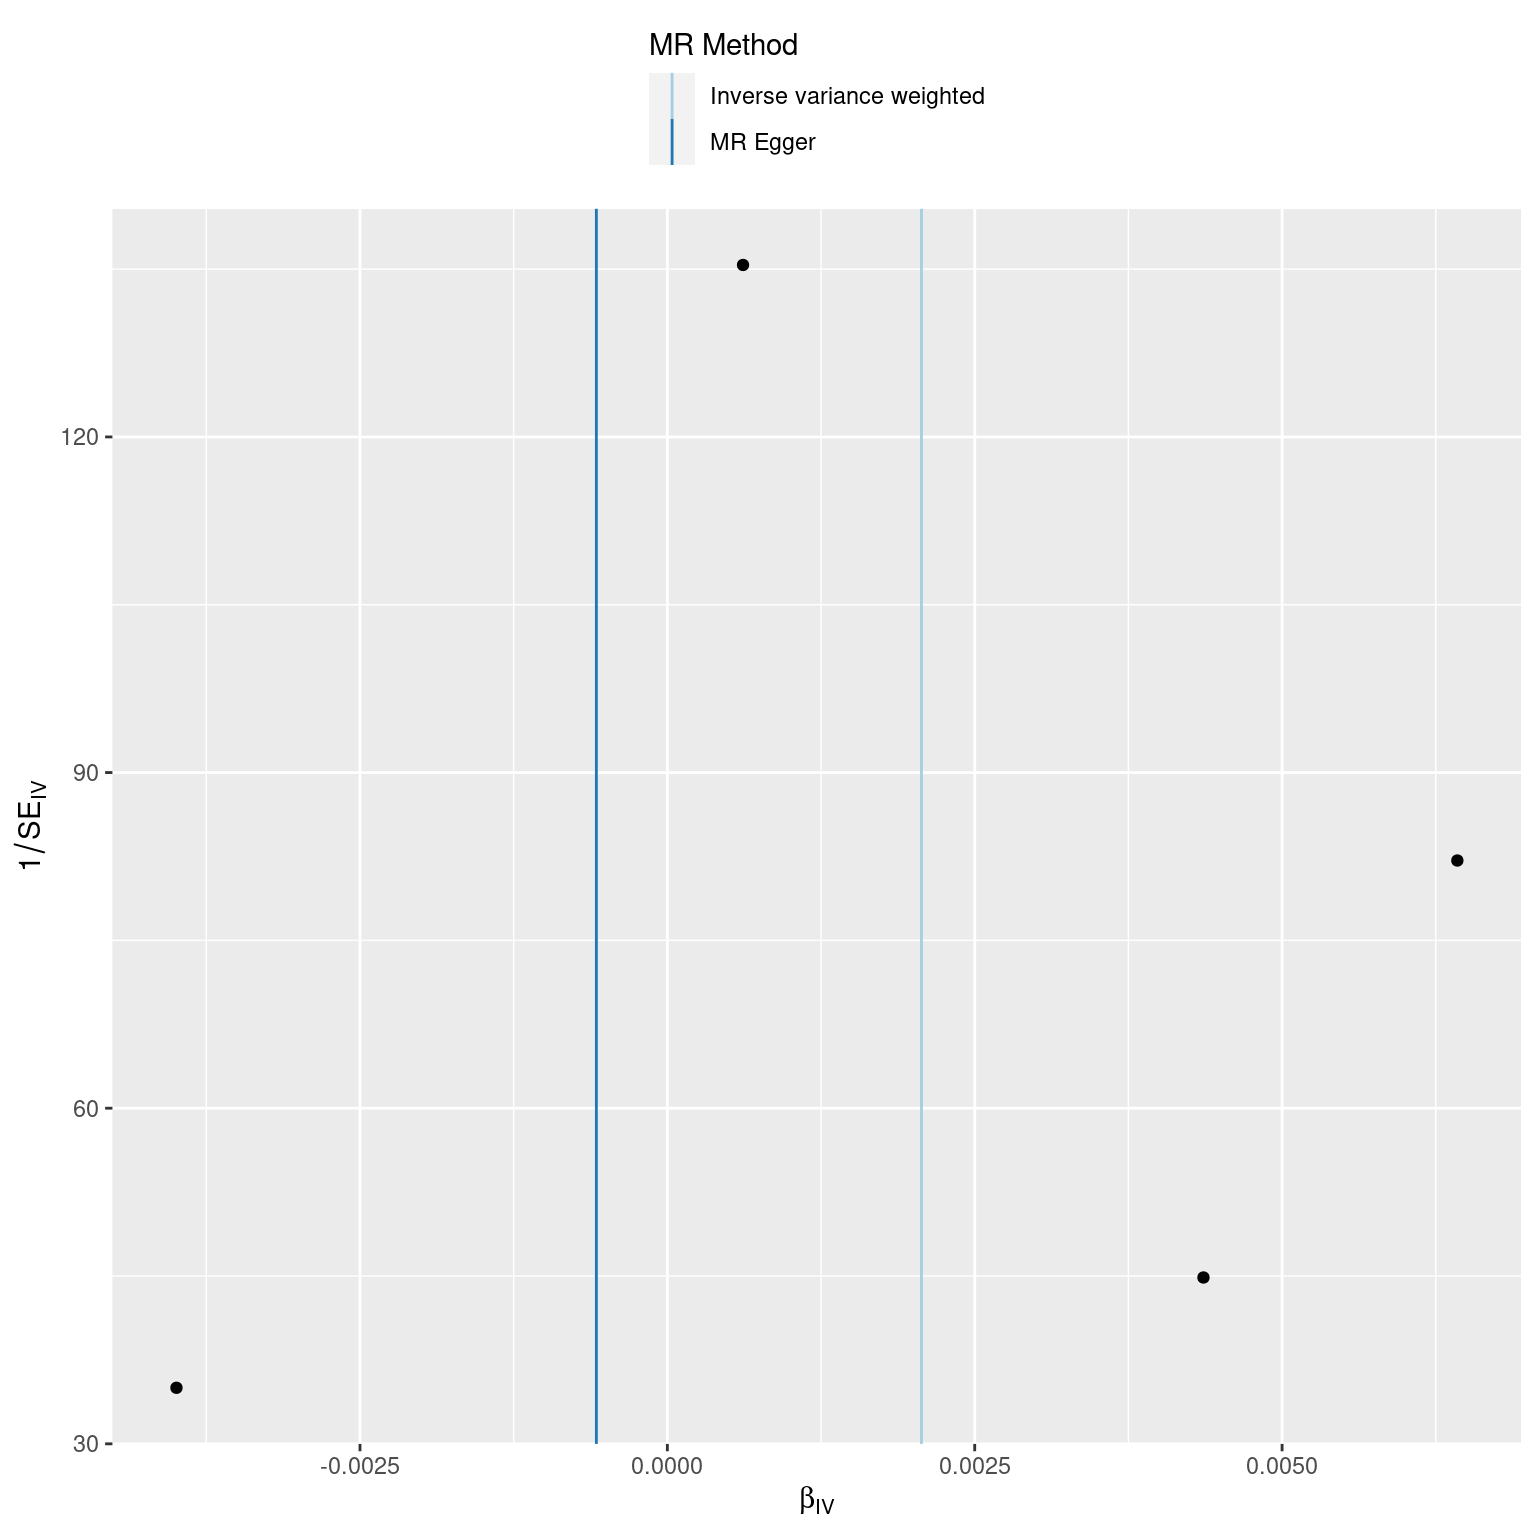 MR Method
Inverse variance weighted
MR Egger
120
90
60
30
1/SE_IV
-0.0025
0.0000
0.0025
0.0050
β_IV